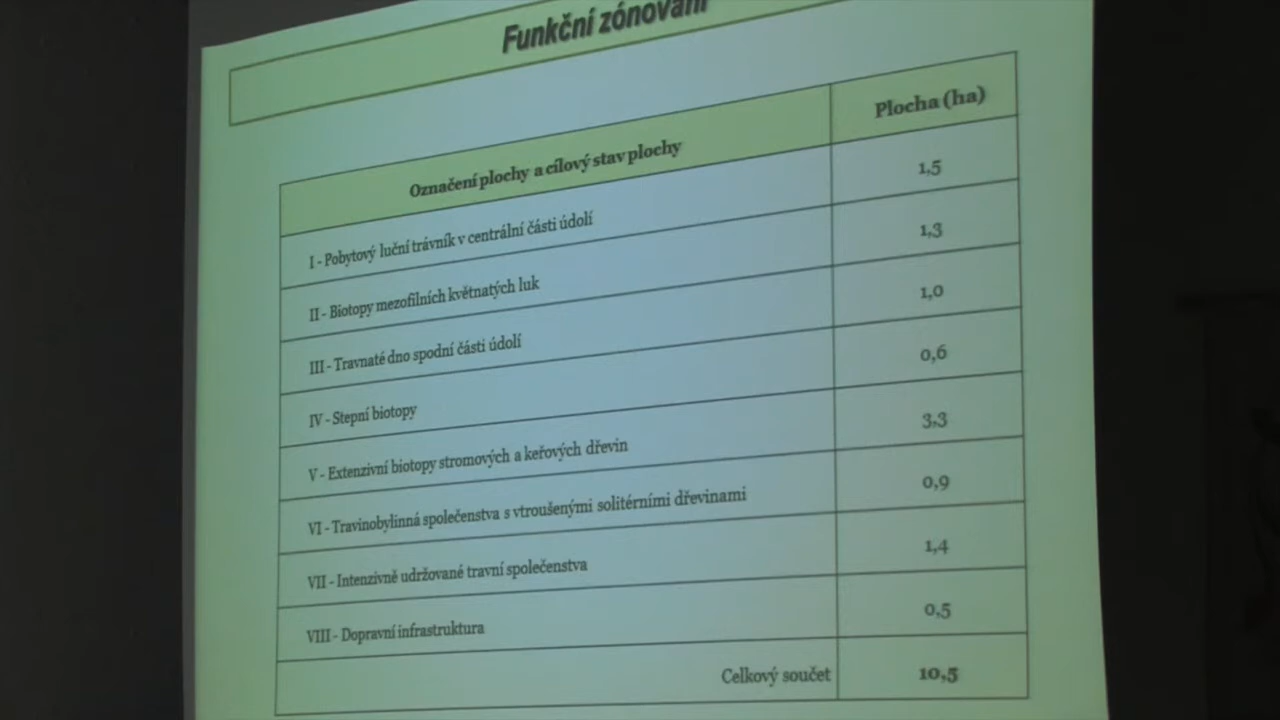 Funkční zónování
Označení plochy a cílový stav plochy Plocha (ha)
I - Pobytový luční trávník v centrální části údolí 1,5
II - Biotopy mezofilních květnatých luk 1,3
III - Travnaté dno spodní části údolí 1,0
IV - Stepní biotopy 0,6
V - Extenzivní biotopy stromových a keřových dřevin 3,3
VI - Travinobylinná společenstva s vtroušenými solitérními dřevinami 0,9
VII - Intenzivně udržované travní společenstva 1,4
VIII - Dopravní infrastruktura 0,5
Celkový součet 10,5